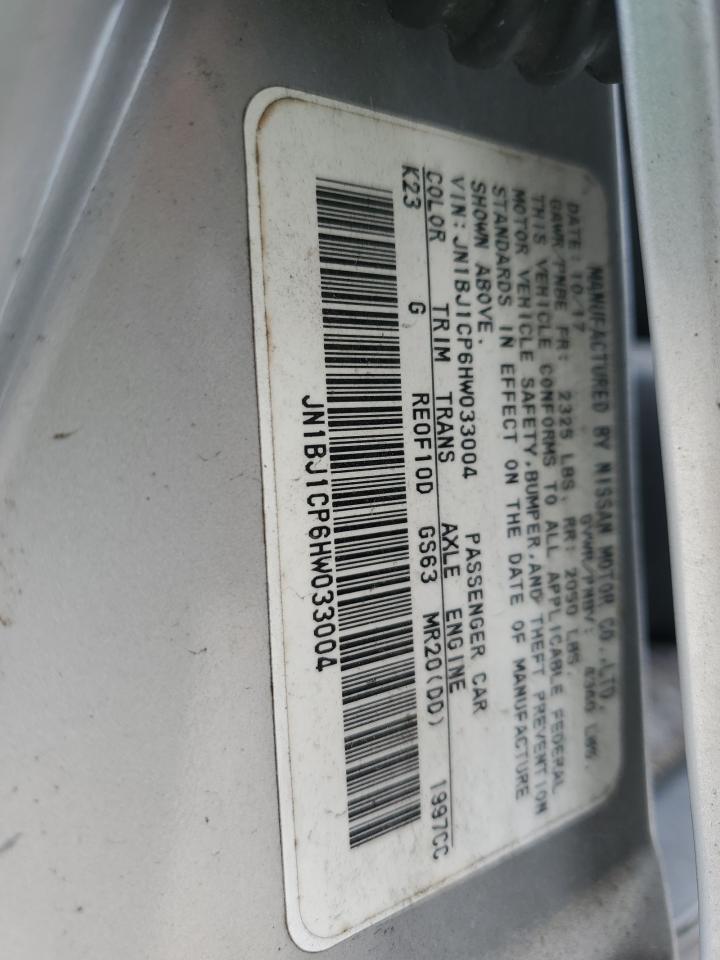 MANUFACTURED BY NISSAN MOTOR CO.,LTD.
DATE: 10/17 GVWR/PNBV: 4360 LBS.
GAWR/PNBE FR: 2325 LBS. RR: 2090 LBS.
THIS VEHICLE CONFORMS TO ALL APPLICABLE FEDERAL
MOTOR VEHICLE SAFETY,BUMPER,AND THEFT PREVENTION
STANDARDS IN EFFECT ON THE DATE OF MANUFACTURE
SHOWN ABOVE.
VIN: JN1BJ1CP6HW033004 PASSENGER CAR
COLOR TRIM TRANS AXLE ENGINE
K23 G RE0F10D GS63 MR20(DD) 1997CC
JN1BJ1CP6HW033004